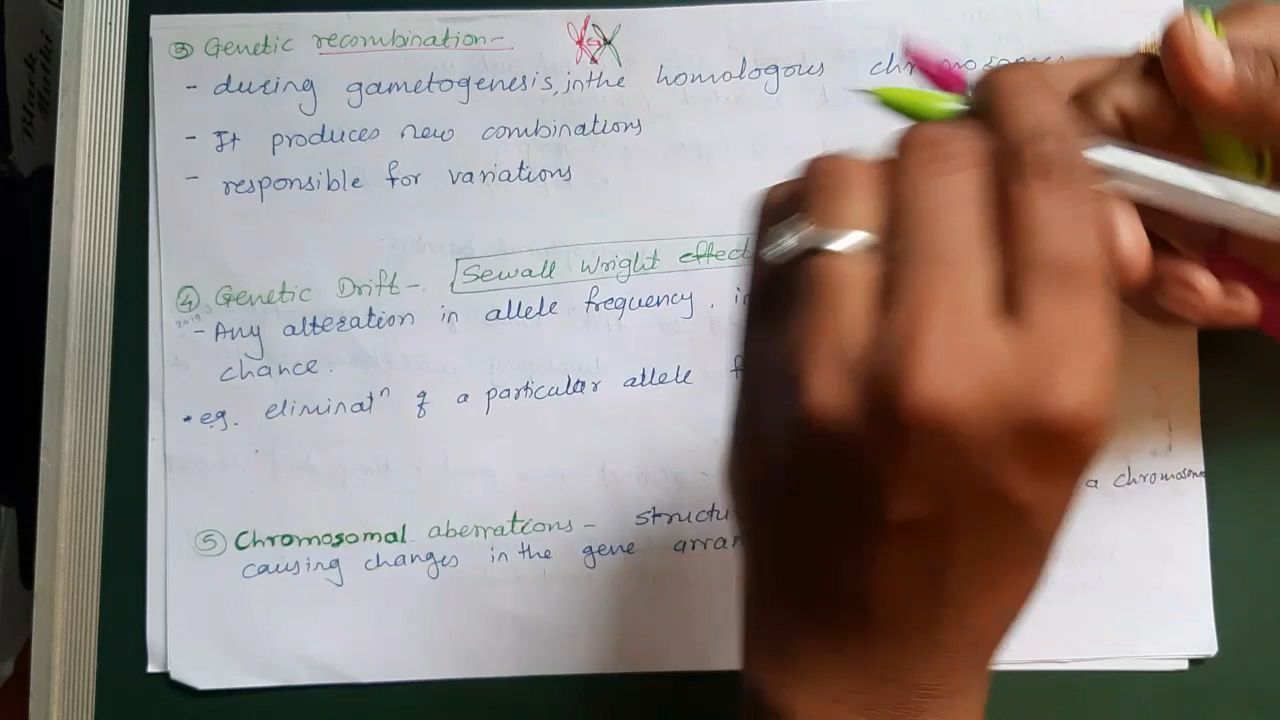 ③ Genetic recombination-
- during gametogenesis, in the homologous
- It produces new combinations
- responsible for variations
④ Genetic Drift- Sewall Wright effect
2019
- Any alteration in allele frequency.
chance.
• eg. eliminatⁿ of a particular allele
a chromosome
⑤ Chromosomal aberrations -
causing changes in the gene